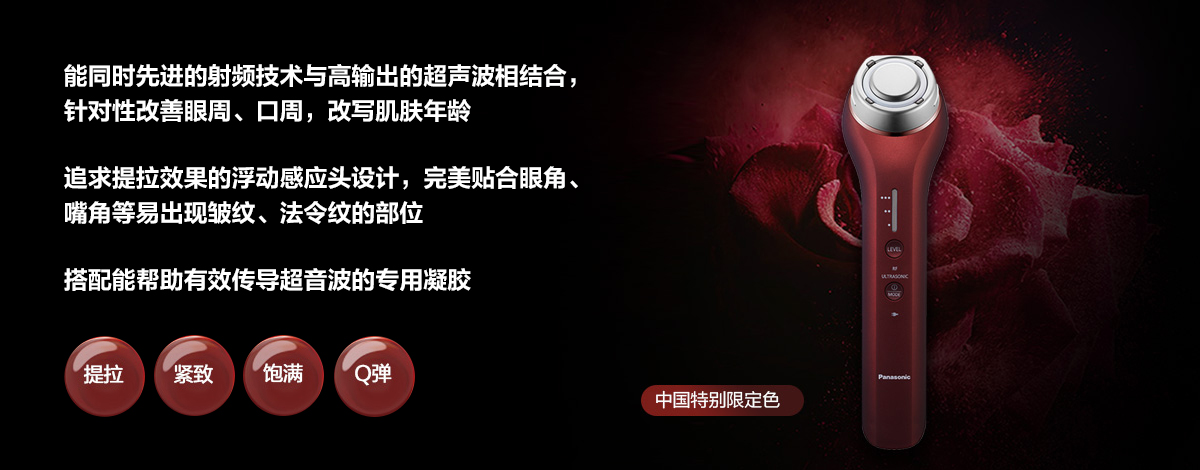 能同时先进的射频技术与高输出的超声波相结合，
针对性改善眼周、口周，改写肌肤年龄
追求提拉效果的浮动感应头设计，完美贴合眼角、
嘴角等易出现皱纹、法令纹的部位
搭配能帮助有效传导超音波的专用凝胶
提拉
紧致
饱满
Q弹
LEVEL
RF
ULTRASONIC
MODE
Panasonic
中国特别限定色